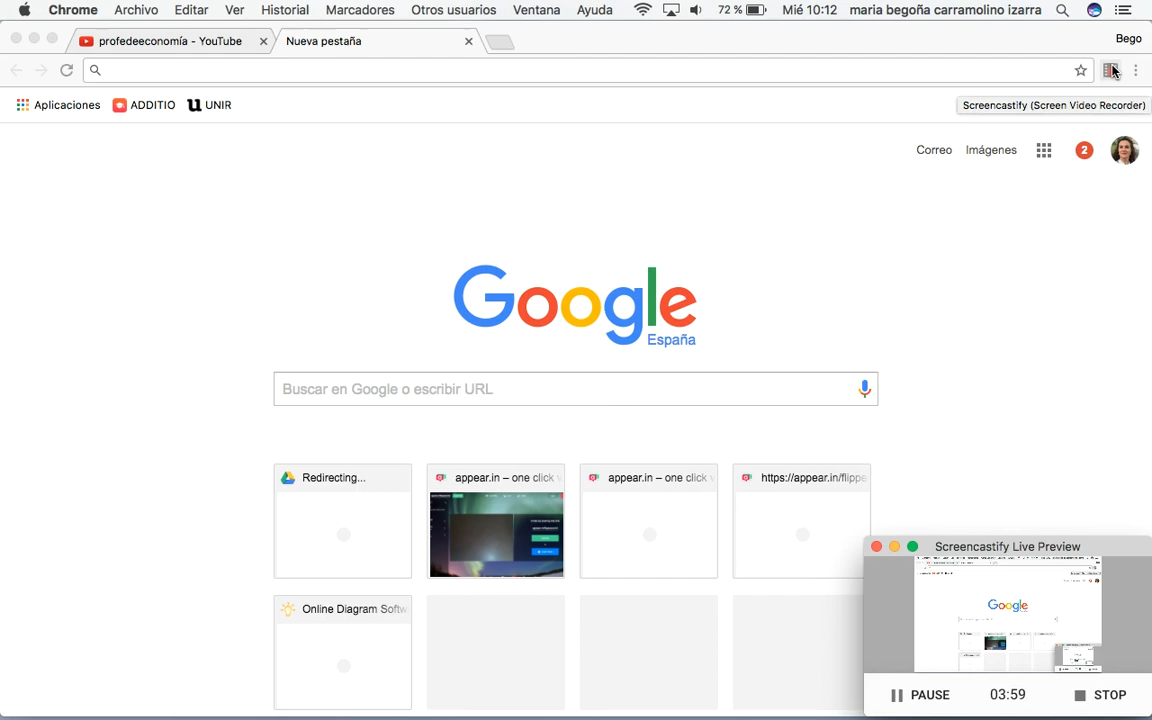 Chrome Archivo Editar Ver Historial Marcadores Otros usuarios Ventana Ayuda 72 % Mié 10:12 maria begoña carramolino izarra
profedeeconomía - YouTube Nueva pestaña Bego
Aplicaciones ADDITIO UNIR Screencastify (Screen Video Recorder)
Correo Imágenes 2
Google
España
Buscar en Google o escribir URL
Redirecting... appear.in – one click appear.in – one click https://appear.in/flippe
Screencastify Live Preview
Google
Online Diagram Softw
PAUSE 03:59 STOP